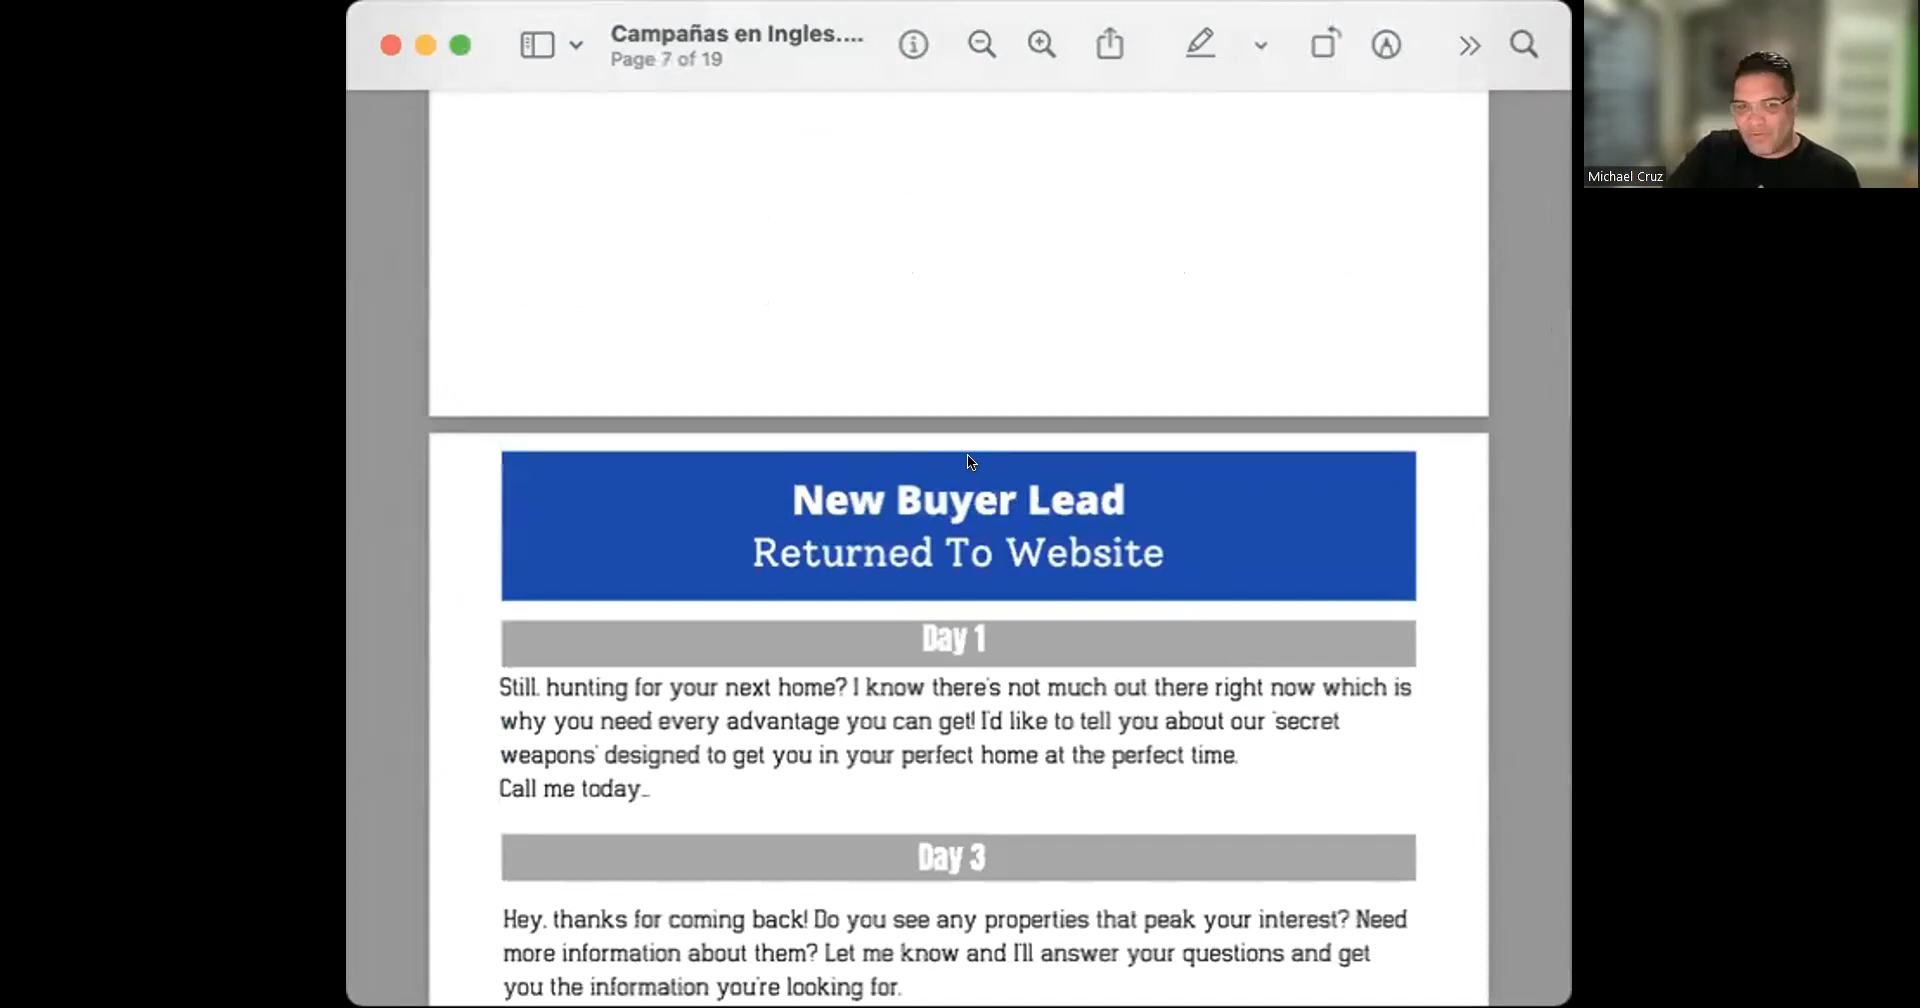 Campañas en Ingles....
Page 7 of 19
Michael Cruz
New Buyer Lead
Returned To Website
Day 1
Still. hunting for your next home? I know there's not much out there right now which is
why you need every advantage you can get! I'd like to tell you about our 'secret
weapons' designed to get you in your perfect home at the perfect time.
Call me today...
Day 3
Hey, thanks for coming back! Do you see any properties that peak your interest? Need
more information about them? Let me know and I'll answer your questions and get
you the information you're looking for.